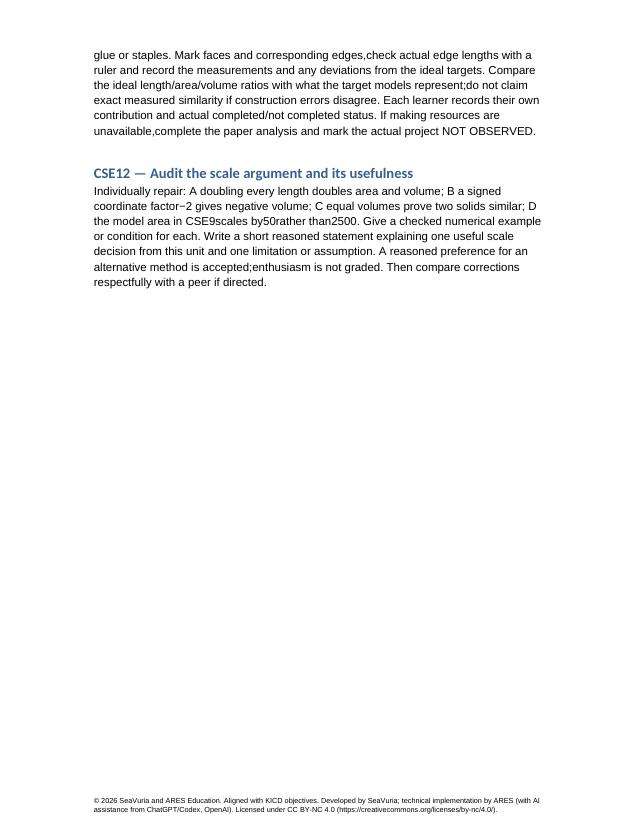 glue or staples. Mark faces and corresponding edges,check actual edge lengths with a
ruler and record the measurements and any deviations from the ideal targets. Compare
the ideal length/area/volume ratios with what the target models represent;do not claim
exact measured similarity if construction errors disagree. Each learner records their own
contribution and actual completed/not completed status. If making resources are
unavailable,complete the paper analysis and mark the actual project NOT OBSERVED.
CSE12 — Audit the scale argument and its usefulness
Individually repair: A doubling every length doubles area and volume; B a signed
coordinate factor−2 gives negative volume; C equal volumes prove two solids similar; D
the model area in CSE9scales by50rather than2500. Give a checked numerical example
or condition for each. Write a short reasoned statement explaining one useful scale
decision from this unit and one limitation or assumption. A reasoned preference for an
alternative method is accepted;enthusiasm is not graded. Then compare corrections
respectfully with a peer if directed.
© 2026 SeaVuria and ARES Education. Aligned with KICD objectives. Developed by SeaVuria; technical implementation by ARES (with AI
assistance from ChatGPT/Codex, OpenAI). Licensed under CC BY-NC 4.0 (https://creativecommons.org/licenses/by-nc/4.0/).